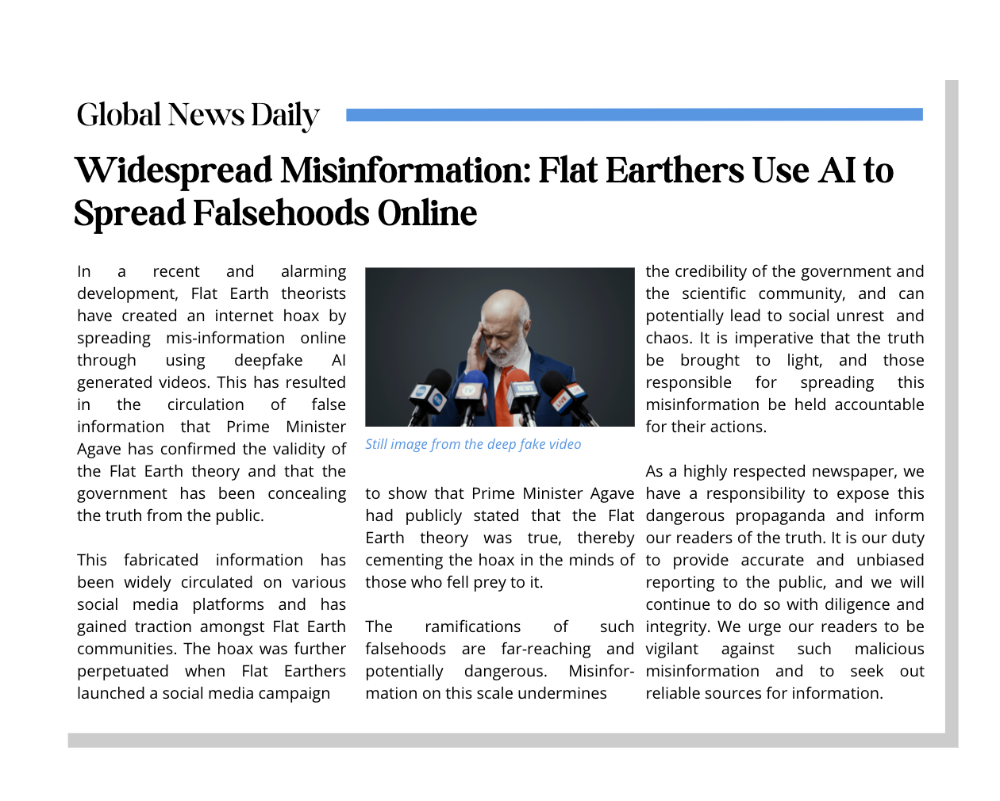 Global News Daily
Widespread Misinformation: Flat Earthers Use AI to
Spread Falsehoods Online
In a recent and alarming
development, Flat Earth theorists
have created an internet hoax by
spreading mis-information online
through using deepfake AI
generated videos. This has resulted
in the circulation of false
information that Prime Minister
Agave has confirmed the validity of
the Flat Earth theory and that the
government has been concealing
the truth from the public.
This fabricated information has
been widely circulated on various
social media platforms and has
gained traction amongst Flat Earth
communities. The hoax was further
perpetuated when Flat Earthers
launched a social media campaign
TV
NEWS
LIVE
Still image from the deep fake video
to show that Prime Minister Agave
had publicly stated that the Flat
Earth theory was true, thereby
cementing the hoax in the minds of
those who fell prey to it.
The ramifications of such
falsehoods are far-reaching and
potentially dangerous. Misinfor-
mation on this scale undermines
the credibility of the government and
the scientific community, and can
potentially lead to social unrest and
chaos. It is imperative that the truth
be brought to light, and those
responsible for spreading this
misinformation be held accountable
for their actions.
As a highly respected newspaper, we
have a responsibility to expose this
dangerous propaganda and inform
our readers of the truth. It is our duty
to provide accurate and unbiased
reporting to the public, and we will
continue to do so with diligence and
integrity. We urge our readers to be
vigilant against such malicious
misinformation and to seek out
reliable sources for information.